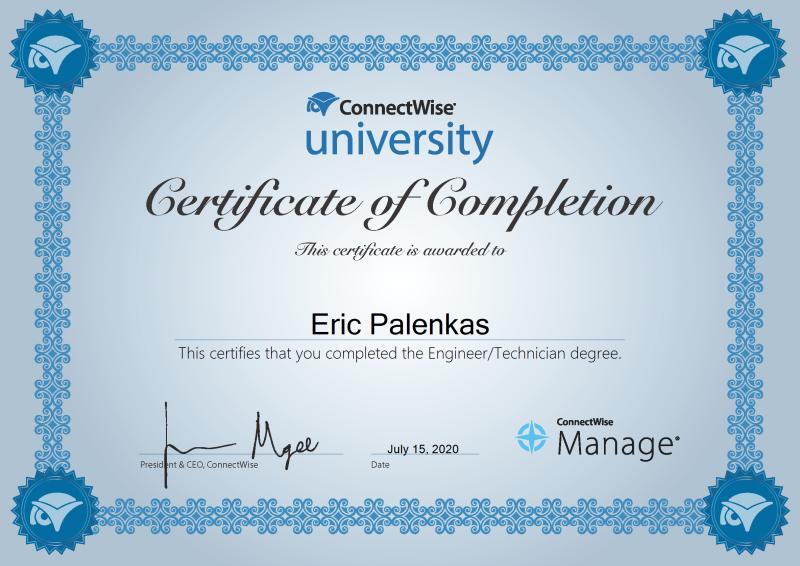 ConnectWise
university
Certificate of Completion
This certificate is awarded to
Eric Palenkas
This certifies that you completed the Engineer/Technician degree.
July 15, 2020
President & CEO, ConnectWise
Date
ConnectWise
Manage®